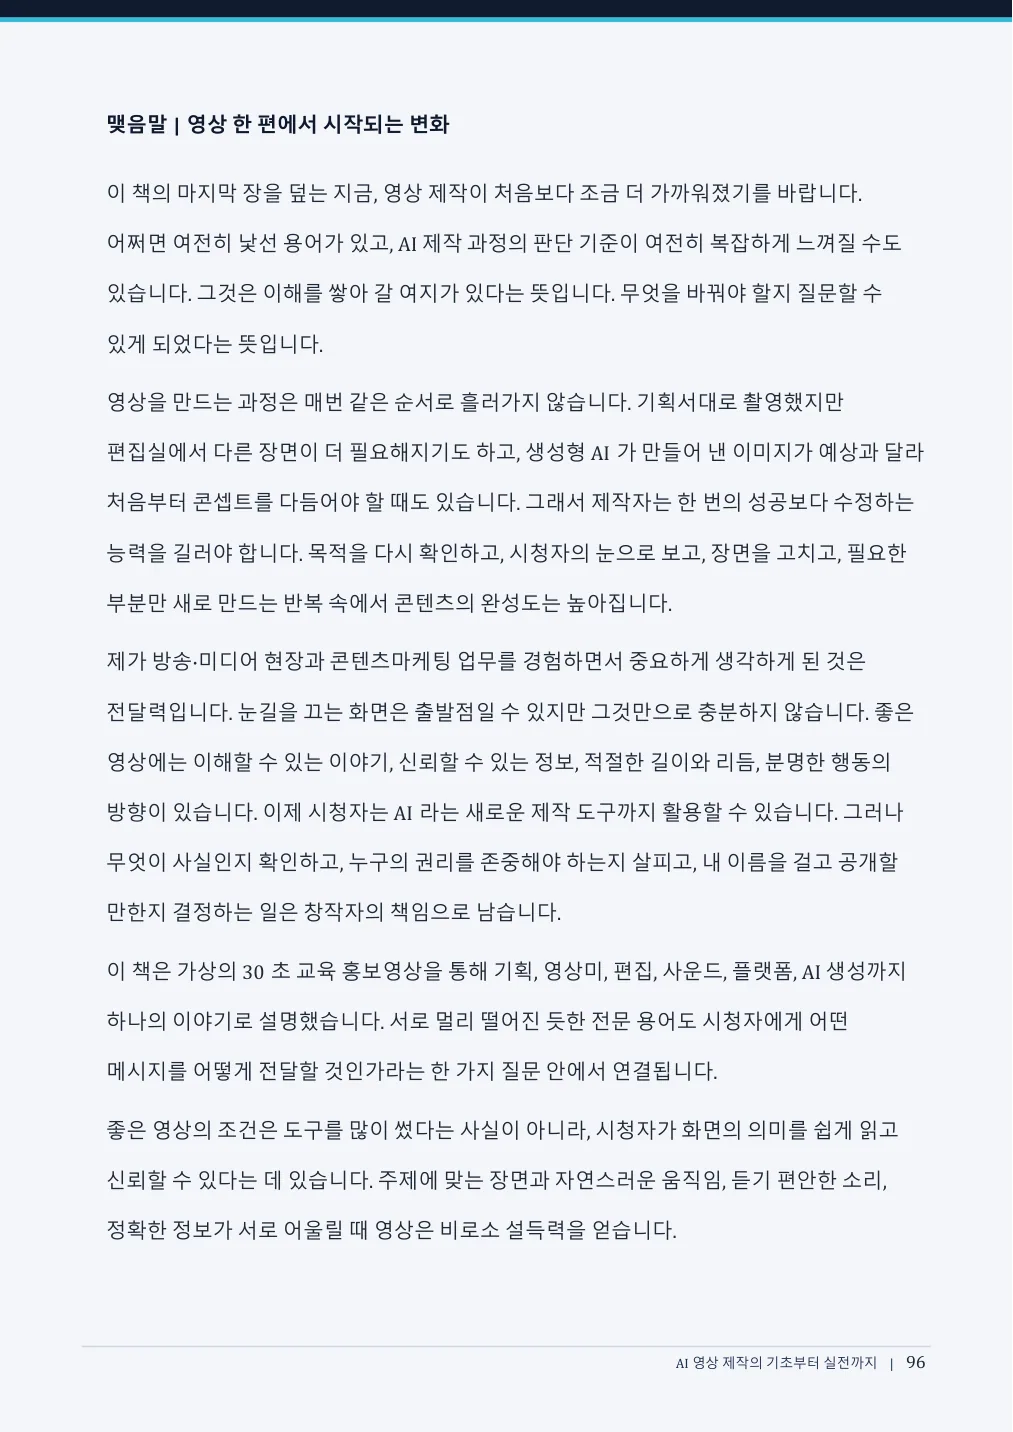 맺음말 | 영상 한 편에서 시작되는 변화
이 책의 마지막 장을 덮는 지금, 영상 제작이 처음보다 조금 더 가까워졌기를 바랍니다.
어쩌면 여전히 낯선 용어가 있고, AI 제작 과정의 판단 기준이 여전히 복잡하게 느껴질 수도
있습니다. 그것은 이해를 쌓아 갈 여지가 있다는 뜻입니다. 무엇을 바꿔야 할지 질문할 수
있게 되었다는 뜻입니다.
영상을 만드는 과정은 매번 같은 순서로 흘러가지 않습니다. 기획서대로 촬영했지만
편집실에서 다른 장면이 더 필요해지기도 하고, 생성형 AI 가 만들어 낸 이미지가 예상과 달라
처음부터 콘셉트를 다듬어야 할 때도 있습니다. 그래서 제작자는 한 번의 성공보다 수정하는
능력을 길러야 합니다. 목적을 다시 확인하고, 시청자의 눈으로 보고, 장면을 고치고, 필요한
부분만 새로 만드는 반복 속에서 콘텐츠의 완성도는 높아집니다.
제가 방송·미디어 현장과 콘텐츠마케팅 업무를 경험하면서 중요하게 생각하게 된 것은
전달력입니다. 눈길을 끄는 화면은 출발점일 수 있지만 그것만으로 충분하지 않습니다. 좋은
영상에는 이해할 수 있는 이야기, 신뢰할 수 있는 정보, 적절한 길이와 리듬, 분명한 행동의
방향이 있습니다. 이제 시청자는 AI 라는 새로운 제작 도구까지 활용할 수 있습니다. 그러나
무엇이 사실인지 확인하고, 누구의 권리를 존중해야 하는지 살피고, 내 이름을 걸고 공개할
만한지 결정하는 일은 창작자의 책임으로 남습니다.
이 책은 가상의 30 초 교육 홍보영상을 통해 기획, 영상미, 편집, 사운드, 플랫폼, AI 생성까지
하나의 이야기로 설명했습니다. 서로 멀리 떨어진 듯한 전문 용어도 시청자에게 어떤
메시지를 어떻게 전달할 것인가라는 한 가지 질문 안에서 연결됩니다.
좋은 영상의 조건은 도구를 많이 썼다는 사실이 아니라, 시청자가 화면의 의미를 쉽게 읽고
신뢰할 수 있다는 데 있습니다. 주제에 맞는 장면과 자연스러운 움직임, 듣기 편안한 소리,
정확한 정보가 서로 어울릴 때 영상은 비로소 설득력을 얻습니다.
AI 영상 제작의 기초부터 실전까지 | 96